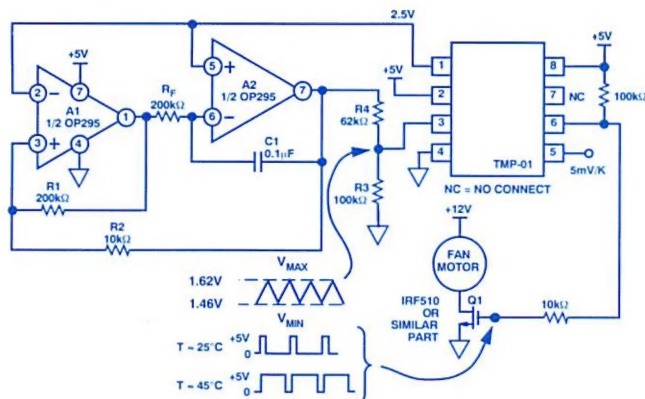 2.5V
+5V
A1
1/2 OP295
2
−
3
+
7
4
1
RF
200kΩ
A2
1/2 OP295
5
+
6
−
7
C1
0.1µF
R1
200kΩ
R2
10kΩ
R4
62kΩ
R3
100kΩ
+5V
1
2
3
4
8
7
6
5
TMP-01
NC
NC = NO CONNECT
+5V
100kΩ
5mV/K
+12V
FAN
MOTOR
Q1
IRF510
OR
SIMILAR
PART
10kΩ
VMAX
1.62V
1.46V
VMIN
T ~ 25°C
+5V
0
T ~ 45°C
+5V
0